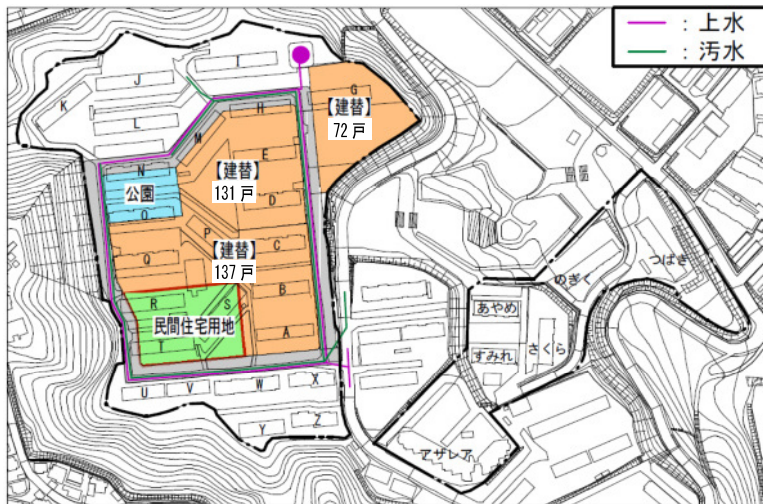 ：上水
：汚水
I
J
K
L
G
【建替】
72戸
H
M
E
【建替】
131戸
N
公園
O
D
P
C
【建替】
137戸
Q
B
R
S
民間住宅用地
T
A
U
V
W
X
Y
Z
のぎく
つばき
あやめ
すみれ
さくら
アザレア